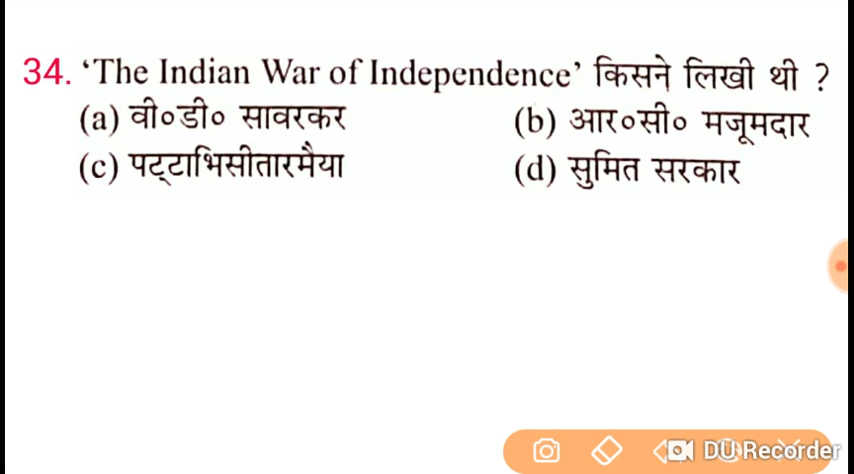 34. ‘The Indian War of Independence’ किसने लिखी थी ?
(a) वी०डी० सावरकर (b) आर०सी० मजूमदार
(c) पट्टाभिसीतारमैया (d) सुमित सरकार
DU Recorder